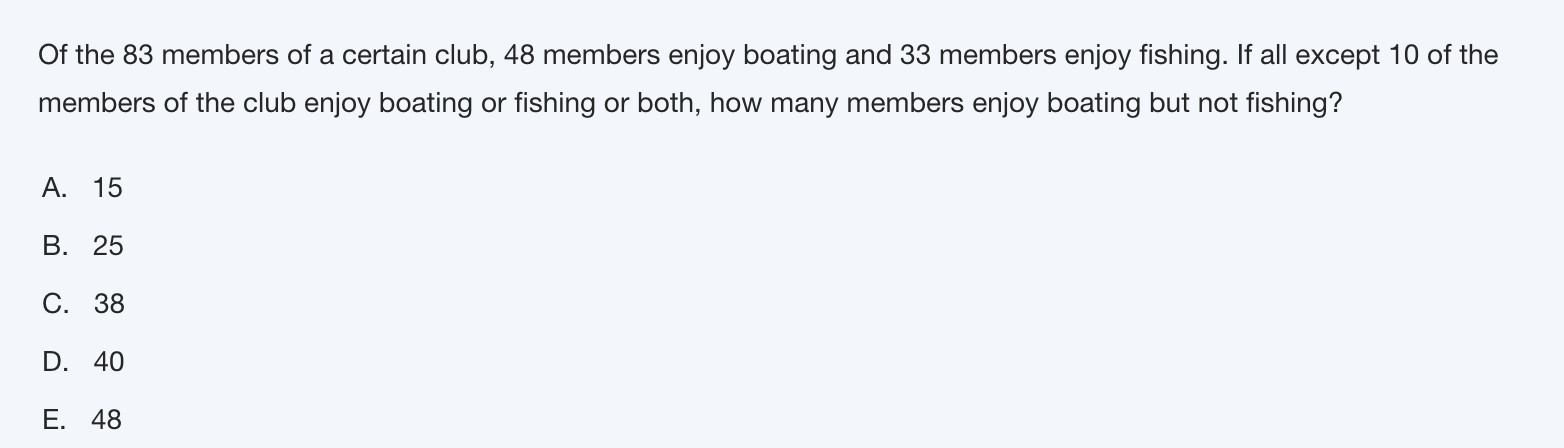 Of the 83 members of a certain club, 48 members enjoy boating and 33 members enjoy fishing. If all except 10 of the
members of the club enjoy boating or fishing or both, how many members enjoy boating but not fishing?
A. 15
B. 25
C. 38
D. 40
E. 48